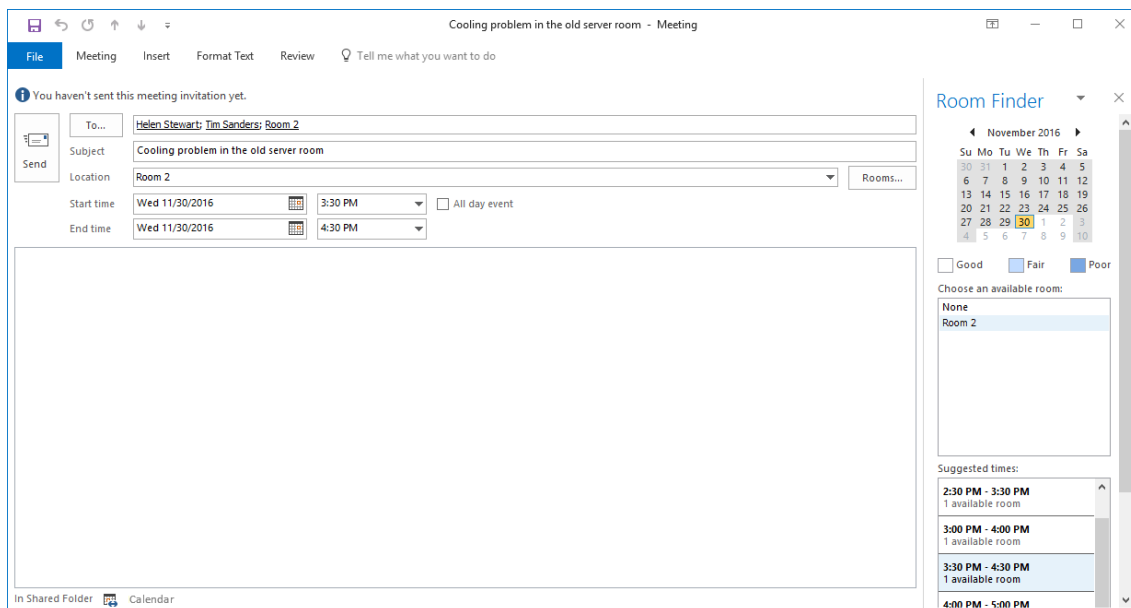 Cooling problem in the old server room - Meeting
File Meeting Insert Format Text Review Tell me what you want to do
You haven't sent this meeting invitation yet.
Send
To... Helen Stewart; Tim Sanders; Room 2
Subject Cooling problem in the old server room
Location Room 2 Rooms...
Start time Wed 11/30/2016 3:30 PM All day event
End time Wed 11/30/2016 4:30 PM
In Shared Folder Calendar
Room Finder
November 2016
Su Mo Tu We Th Fr Sa
30 31 1 2 3 4 5
6 7 8 9 10 11 12
13 14 15 16 17 18 19
20 21 22 23 24 25 26
27 28 29 30 1 2 3
4 5 6 7 8 9 10
Good Fair Poor
Choose an available room:
None
Room 2
Suggested times:
2:30 PM - 3:30 PM
1 available room
3:00 PM - 4:00 PM
1 available room
3:30 PM - 4:30 PM
1 available room
4:00 PM - 5:00 PM